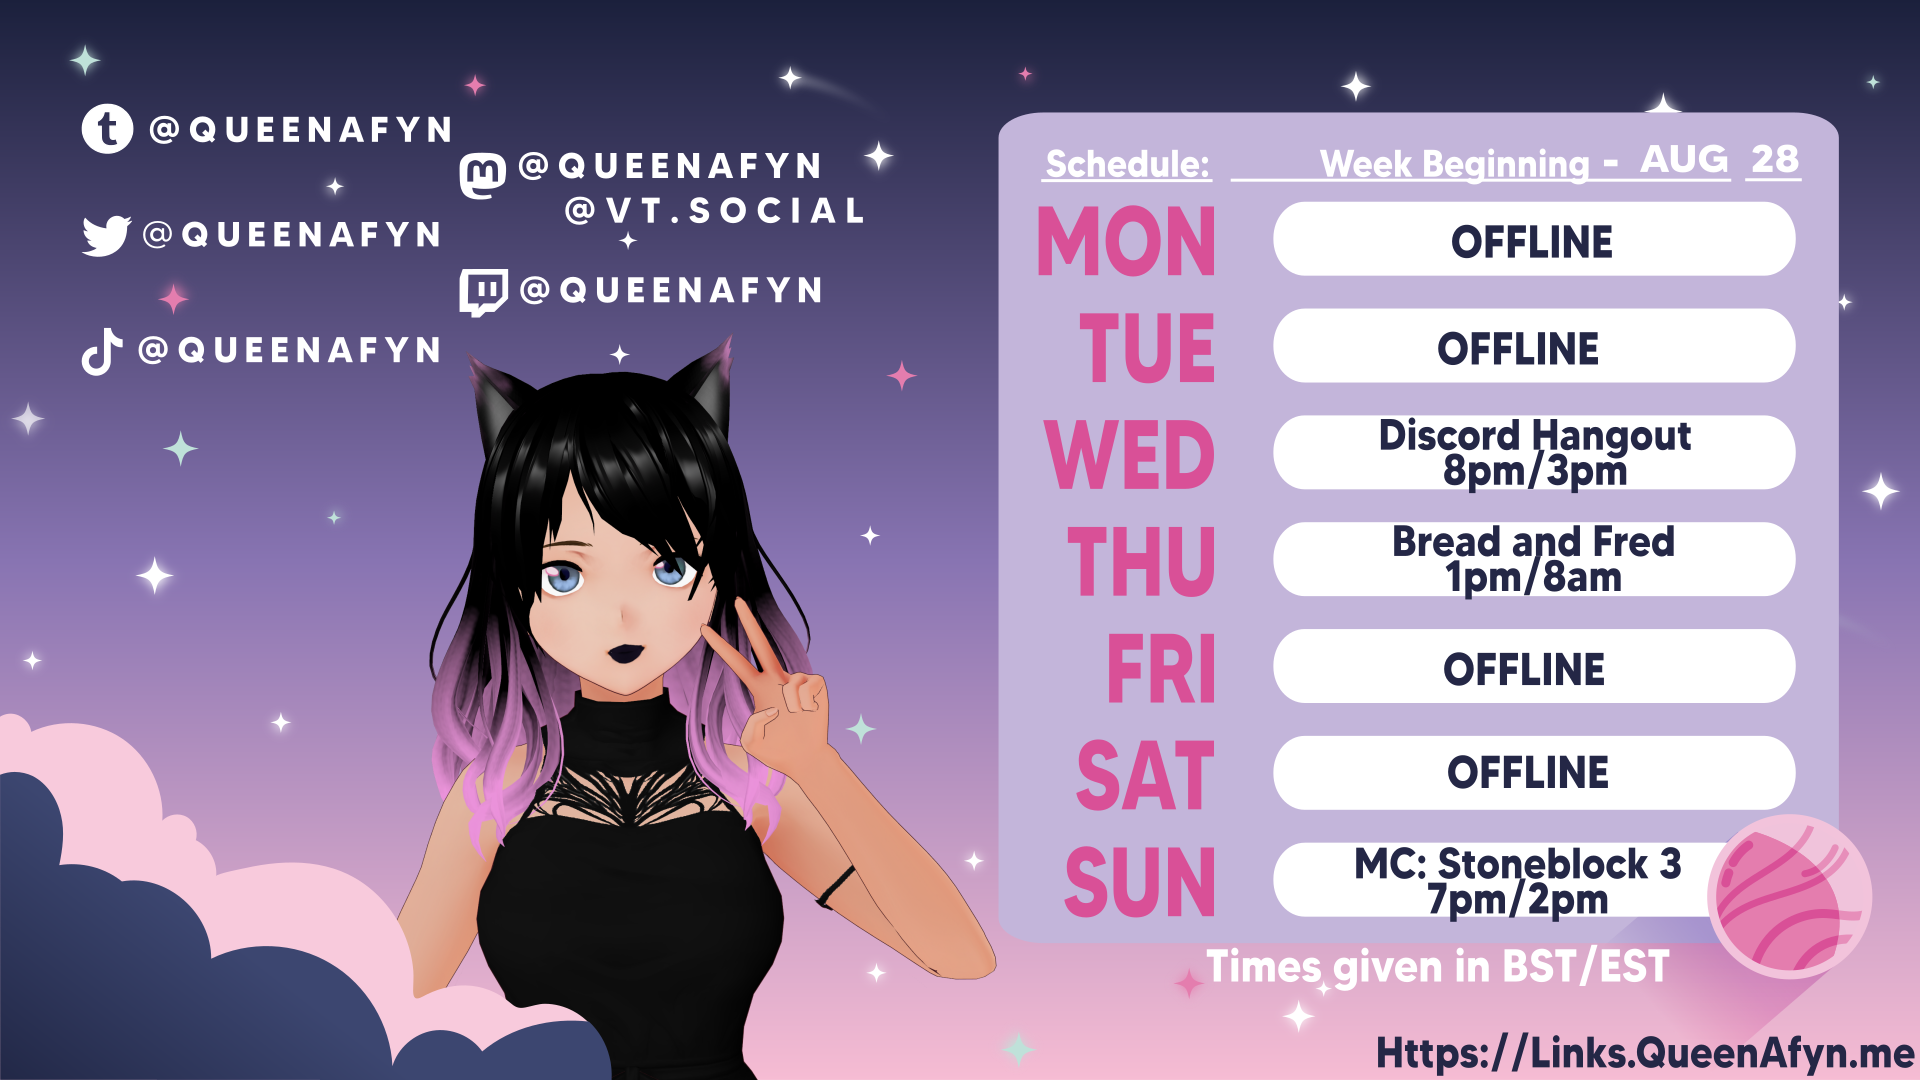 @QUEENAFYN
@QUEENAFYN
@QUEENAFYN
@QUEENAFYN
@VT.SOCIAL
@QUEENAFYN
Schedule: Week Beginning - AUG 28
MON OFFLINE
TUE OFFLINE
WED Discord Hangout
8pm/3pm
THU Bread and Fred
1pm/8am
FRI OFFLINE
SAT OFFLINE
SUN MC: Stoneblock 3
7pm/2pm
Times given in BST/EST
Https://Links.QueenAfyn.me